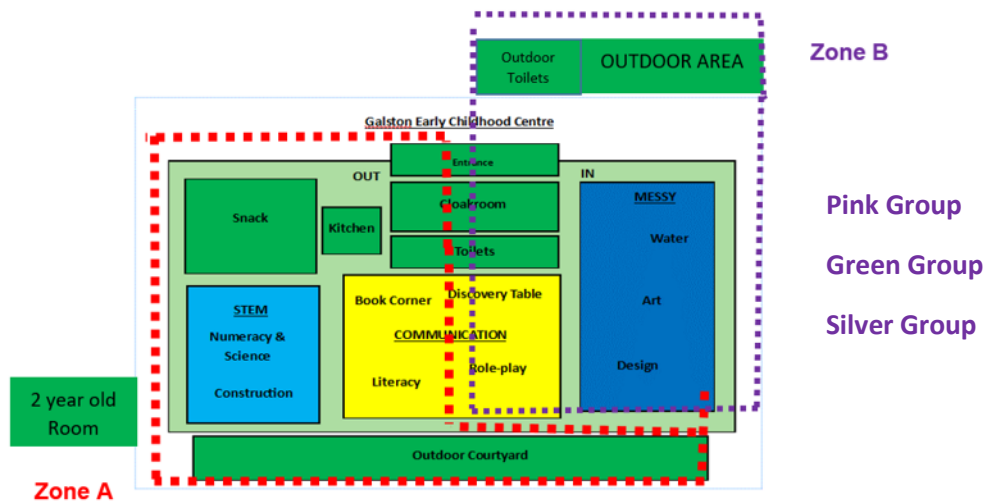 Zone B
Outdoor
Toilets
OUTDOOR AREA
Galston Early Childhood Centre
Entrance
OUT
IN
Snack
Kitchen
Cloakroom
Toilets
MESSY
Water
Art
Design
Pink Group
Green Group
Silver Group
STEM
Numeracy &
Science
Construction
Book Corner
Discovery Table
COMMUNICATION
Literacy
Role-play
2 year old
Room
Outdoor Courtyard
Zone A